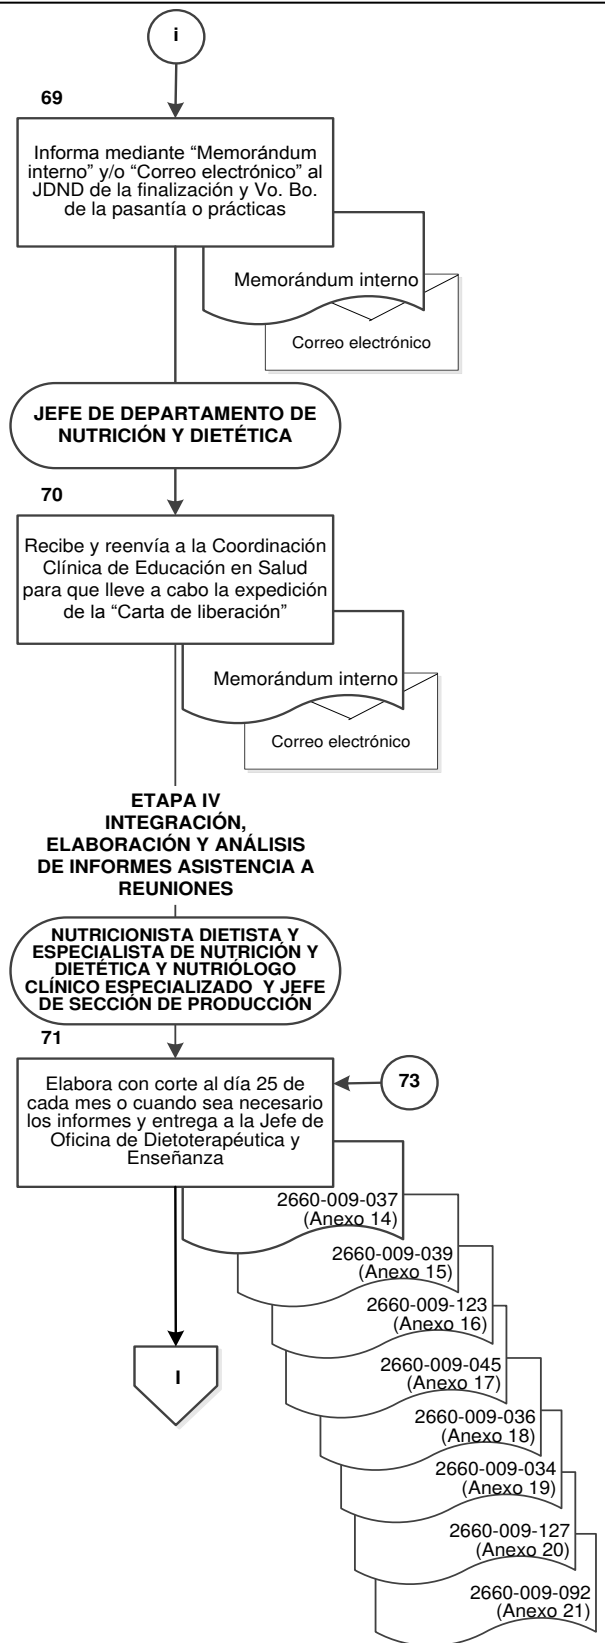 i
69
Informa mediante “Memorándum
interno” y/o “Correo electrónico” al
JDND de la finalización y Vo. Bo.
de la pasantía o prácticas
Memorándum interno
Correo electrónico
JEFE DE DEPARTAMENTO DE
NUTRICIÓN Y DIETÉTICA
70
Recibe y reenvía a la Coordinación
Clínica de Educación en Salud
para que lleve a cabo la expedición
de la “Carta de liberación”
Memorándum interno
Correo electrónico
ETAPA IV
INTEGRACIÓN,
ELABORACIÓN Y ANÁLISIS
DE INFORMES ASISTENCIA A
REUNIONES
NUTRICIONISTA DIETISTA Y
ESPECIALISTA DE NUTRICIÓN Y
DIETÉTICA Y NUTRIÓLOGO
CLÍNICO ESPECIALIZADO Y JEFE
DE SECCIÓN DE PRODUCCIÓN
71
Elabora con corte al día 25 de
cada mes o cuando sea necesario
los informes y entrega a la Jefe de
Oficina de Dietoterapéutica y
Enseñanza
73
2660-009-037
(Anexo 14)
2660-009-039
(Anexo 15)
2660-009-123
(Anexo 16)
2660-009-045
(Anexo 17)
2660-009-036
(Anexo 18)
2660-009-034
(Anexo 19)
2660-009-127
(Anexo 20)
2660-009-092
(Anexo 21)
I